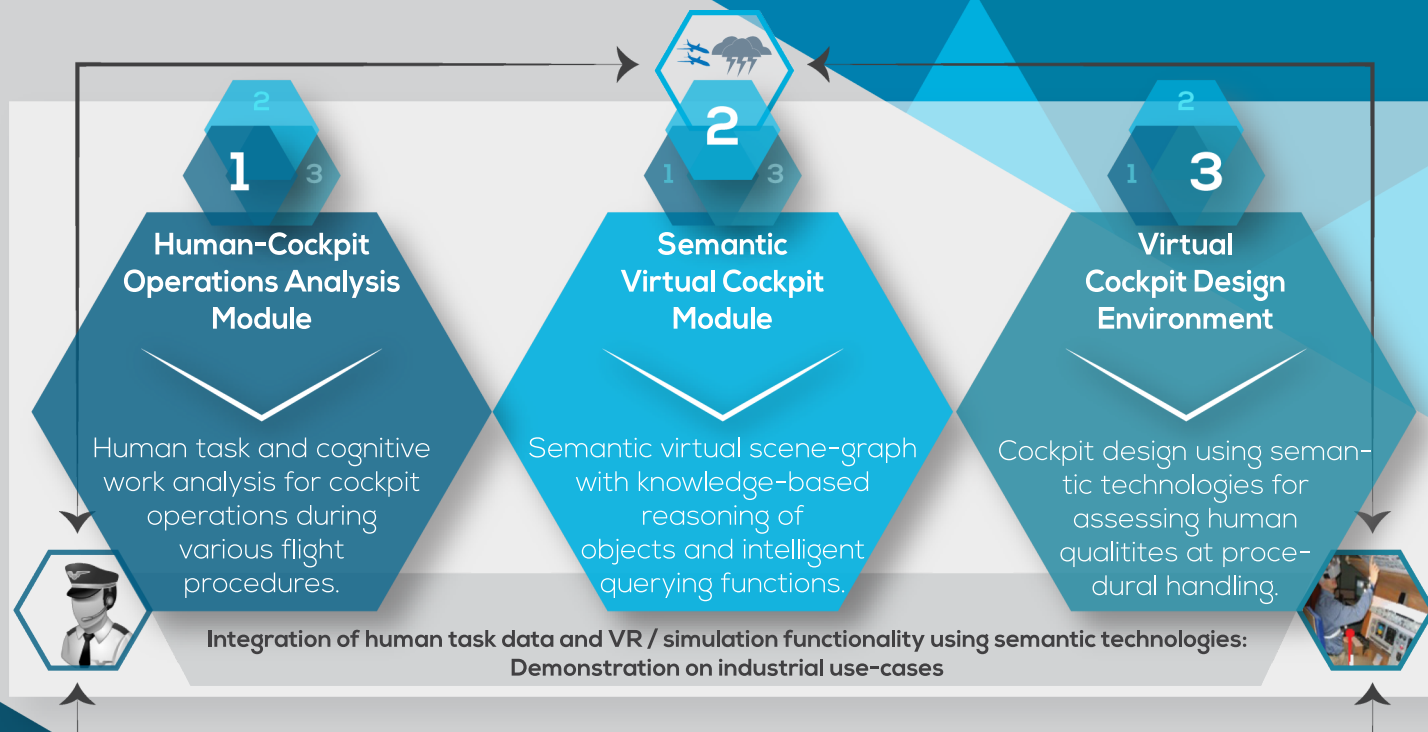 2
1
3
Human-Cockpit
Operations Analysis
Module
Human task and cognitive
work analysis for cockpit
operations during
various flight
procedures.
2
1
3
Semantic
Virtual Cockpit
Module
Semantic virtual scene-graph
with knowledge-based
reasoning of
objects and intelligent
querying functions.
2
1
3
Virtual
Cockpit Design
Environment
Cockpit design using seman-
tic technologies for
assessing human
qualitites at proce-
dural handling.
Integration of human task data and VR / simulation functionality using semantic technologies:
Demonstration on industrial use-cases